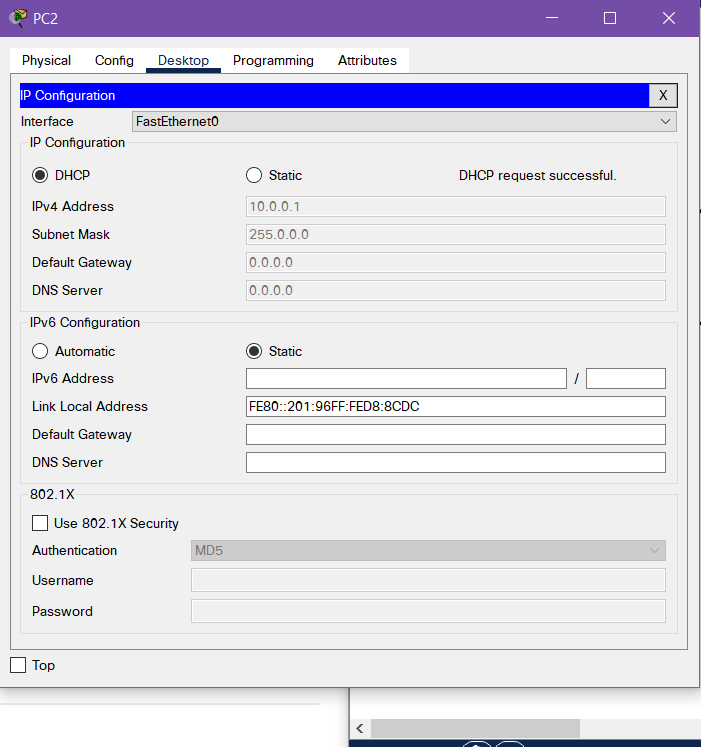 PC2
Physical Config Desktop Programming Attributes
IP Configuration X
Interface FastEthernet0
IP Configuration
DHCP Static DHCP request successful.
IPv4 Address 10.0.0.1
Subnet Mask 255.0.0.0
Default Gateway 0.0.0.0
DNS Server 0.0.0.0
IPv6 Configuration
Automatic Static
IPv6 Address /
Link Local Address FE80::201:96FF:FED8:8CDC
Default Gateway
DNS Server
802.1X
Use 802.1X Security
Authentication MD5
Username
Password
Top